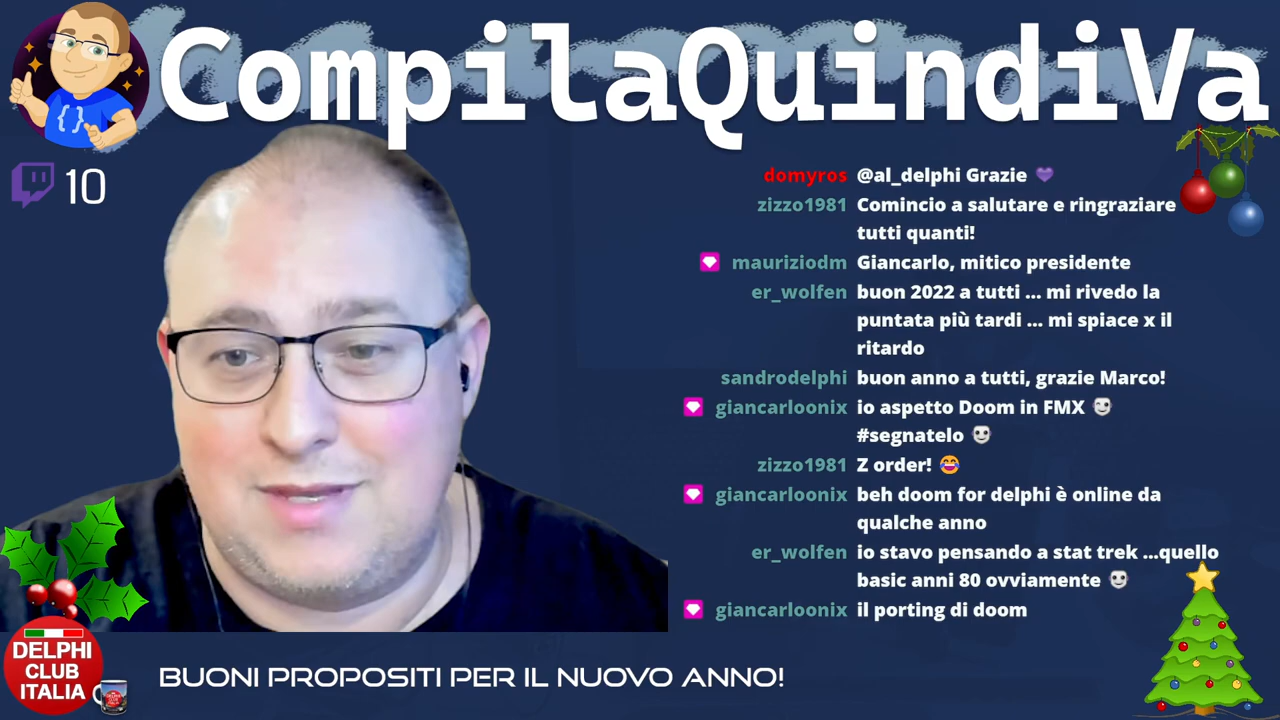 CompilaQuindiVa
{}
10
domyros @al_delphi Grazie
zizzo1981 Comincio a salutare e ringraziare
tutti quanti!
mauriziodm Giancarlo, mitico presidente
er_wolfen buon 2022 a tutti ... mi rivedo la
puntata più tardi ... mi spiace x il
ritardo
sandrodelphi buon anno a tutti, grazie Marco!
giancarloonix io aspetto Doom in FMX
#segnatelo
zizzo1981 Z order!
giancarloonix beh doom for delphi è online da
qualche anno
er_wolfen io stavo pensando a stat trek ...quello
basic anni 80 ovviamente
giancarloonix il porting di doom
DELPHI
CLUB
ITALIA
BUONI PROPOSITI PER IL NUOVO ANNO!